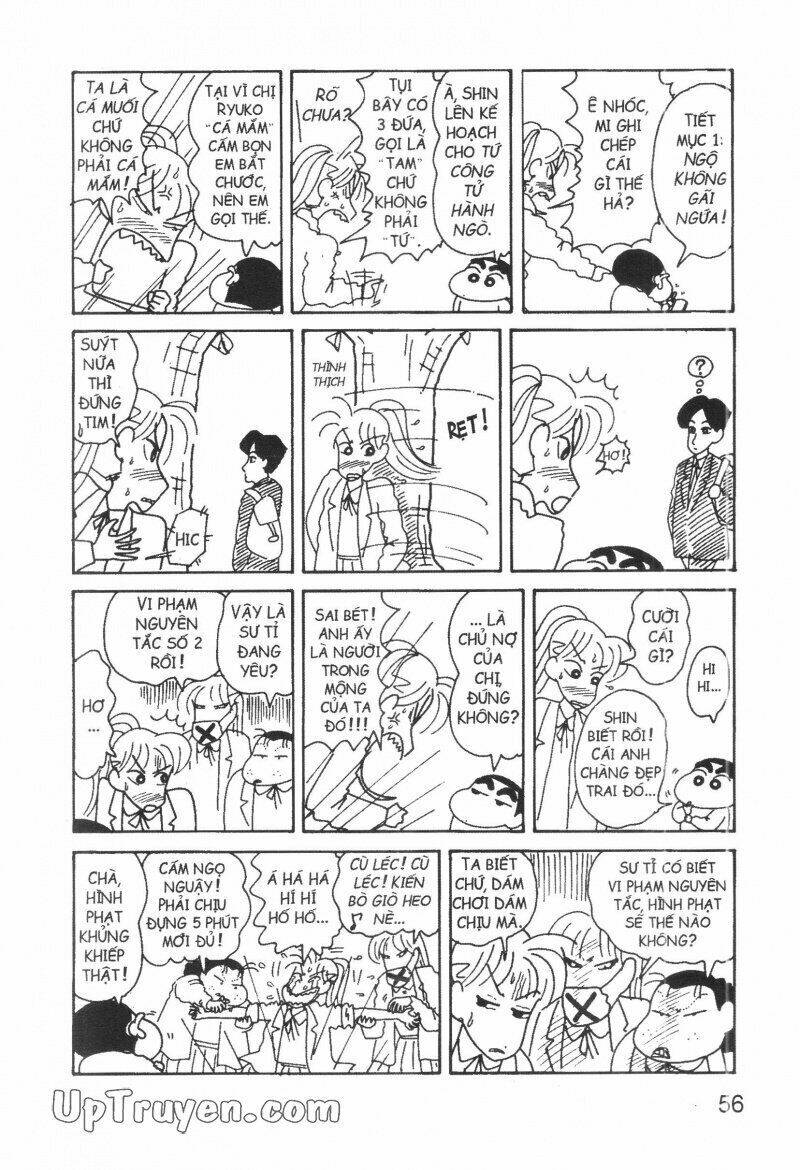 TIẾT
MỤC 1:
NGỘ
KHÔNG
GÃI
NGỨA!
Ê NHÓC,
MI GHI
CHÉP
CÁI
GÌ THẾ
HẢ?
À, SHIN
LÊN KẾ
HOẠCH
CHO TỨ
CÔNG
TỬ
HÀNH
NGÔ.
TỤI
BÂY CÓ
3 ĐỨA,
GỌI LÀ
"TAM"
CHỨ
KHÔNG
PHẢI
"TỨ".
RÕ
CHƯA?
TẠI VÌ CHỊ
RYUKO
"CÁ MẮM"
CẤM BỌN
EM BẮT
CHƯỚC,
NÊN EM
GỌI THẾ.
TA LÀ
CÁ MUỐI
CHỨ
KHÔNG
PHẢI CÁ
MẮM!
?
HƠ!
RẸT!
THÌNH
THỊCH
SUÝT
NỮA
THÌ
ĐỨNG
TIM!
HIC
HI
HI...
CƯỜI
CÁI
GÌ?
SHIN
BIẾT RỒI!
CÁI ANH
CHÀNG ĐẸP
TRAI ĐÓ...
... LÀ
CHỦ NỢ
CỦA
CHỊ,
ĐÚNG
KHÔNG?
SAI BÉT!
ANH ẤY
LÀ NGƯỜI
TRONG
MỘNG
CỦA TA
ĐÓ!!!
VẬY LÀ
SƯ TỈ
ĐANG
YÊU?
VI PHẠM
NGUYÊN
TẮC SỐ 2
RỒI!
HƠ
...
SƯ TỈ CÓ BIẾT
VI PHẠM NGUYÊN
TẮC, HÌNH PHẠT
SẼ THẾ NÀO
KHÔNG?
TA BIẾT
CHỨ, DÁM
CHƠI DÁM
CHỊU MÀ.
CÙ LÉC! CÙ
LÉC! KIẾN
BÒ GIÒ HEO
NÈ...
Á HÁ HÁ
HÍ HÍ
HỐ HỐ...
CẤM NGỌ
NGUẬY!
PHẢI CHỊU
ĐỰNG 5 PHÚT
MỚI ĐỦ!
CHÀ,
HÌNH
PHẠT
KHỦNG
KHIẾP
THẬT!
UpTruyen.com
56